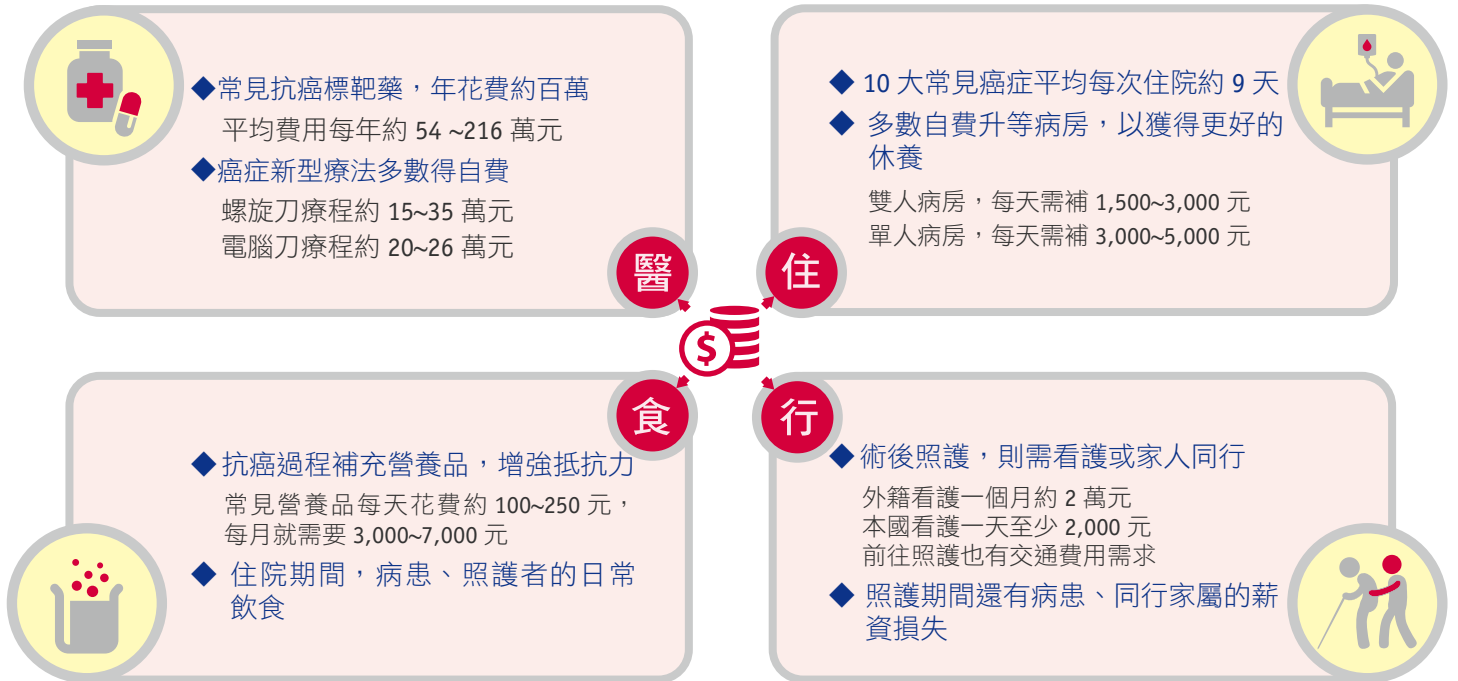 ◆常見抗癌標靶藥，年花費約百萬
平均費用每年約 54 ~216 萬元
◆癌症新型療法多數得自費
螺旋刀療程約 15~35 萬元
電腦刀療程約 20~26 萬元
醫
◆ 10 大常見癌症平均每次住院約 9 天
◆ 多數自費升等病房，以獲得更好的
休養
雙人病房，每天需補 1,500~3,000 元
單人病房，每天需補 3,000~5,000 元
住
$
食
◆抗癌過程補充營養品，增強抵抗力
常見營養品每天花費約 100~250 元，
每月就需要 3,000~7,000 元
◆ 住院期間，病患、照護者的日常
飲食
行
◆術後照護，則需看護或家人同行
外籍看護一個月約 2 萬元
本國看護一天至少 2,000 元
前往照護也有交通費用需求
◆ 照護期間還有病患、同行家屬的薪
資損失